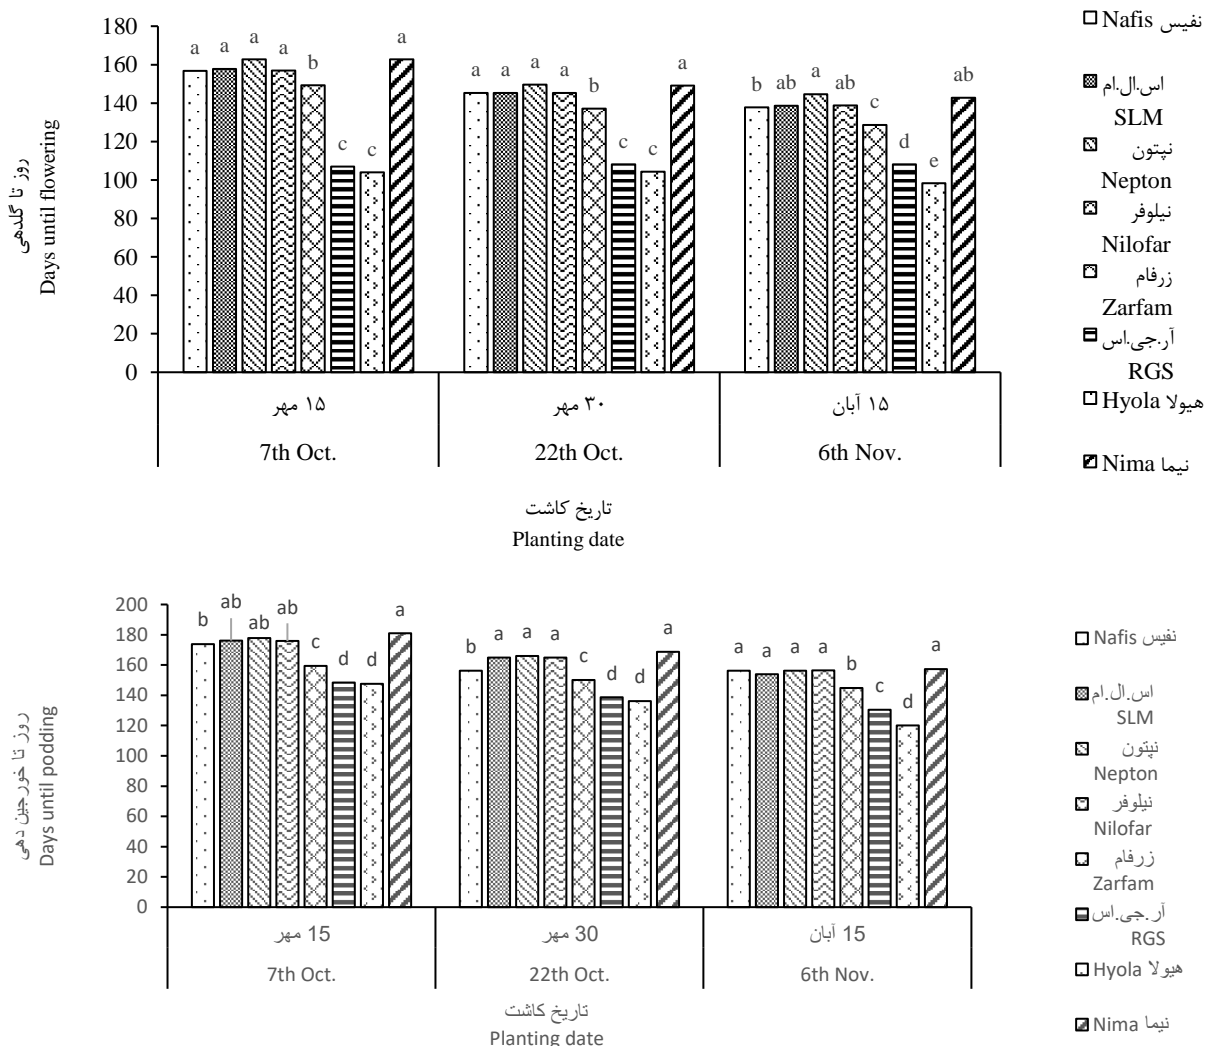 180
160
140
120
100
80
60
40
20
0
روز تا گلدهی
Days until flowering
a a a a b c c a
a a a a b c c a
b ab a ab c d e ab
۱۵ مهر
۳۰ مهر
۱۵ آبان
7th Oct.
22th Oct.
6th Nov.
تاریخ کاشت
Planting date
نفیس Nafis
اس.ال.ام
SLM
نپتون
Nepton
نیلوفر
Nilofar
زرفام
Zarfam
آر.جی.اس
RGS
هیولا Hyola
نیما Nima
200
180
160
140
120
100
80
60
40
20
0
روز تا خورجین دهی
Days until podding
b ab ab ab c d d a
b a a a c d d a
a a a a b c d a
15 مهر
30 مهر
15 آبان
7th Oct.
22th Oct.
6th Nov.
تاریخ کاشت
Planting date
نفیس Nafis
اس.ال.ام
SLM
نپتون
Nepton
نیلوفر
Nilofar
زرفام
Zarfam
آر.جی.اس
RGS
هیولا Hyola
نیما Nima